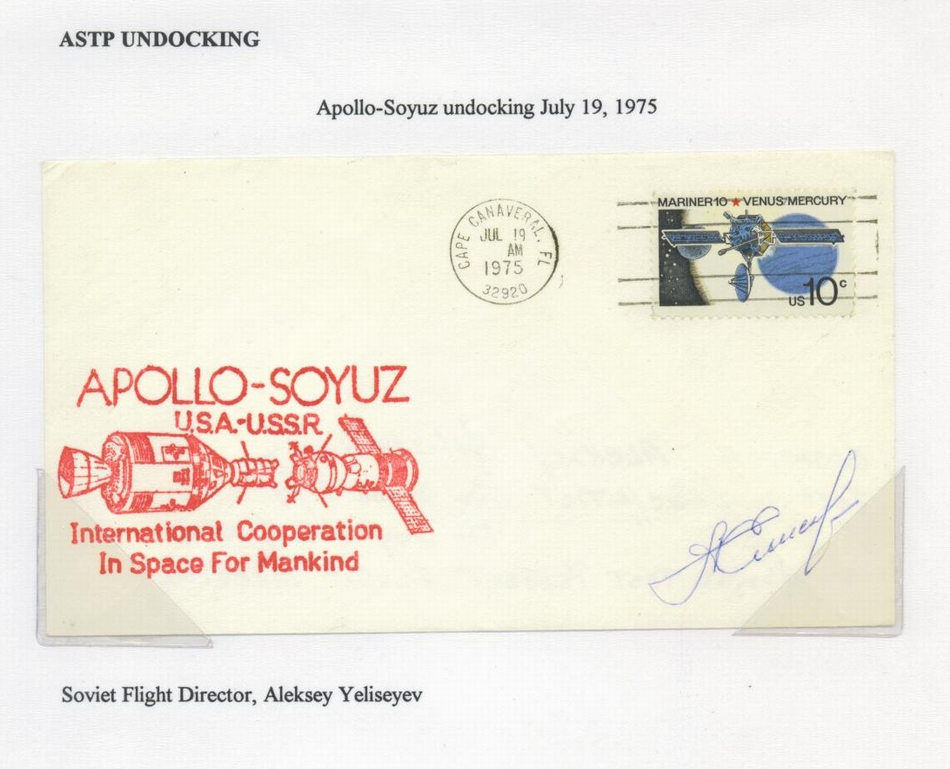 ASTP UNDOCKING
Apollo-Soyuz undocking July 19, 1975
CAPE CANAVERAL, FL
JUL 19
AM
1975
32920
MARINER 10 ★ VENUS/MERCURY
US 10c
APOLLO-SOYUZ
U.S.A.-U.S.S.R.
International Cooperation
In Space For Mankind
Soviet Flight Director, Aleksey Yeliseyev